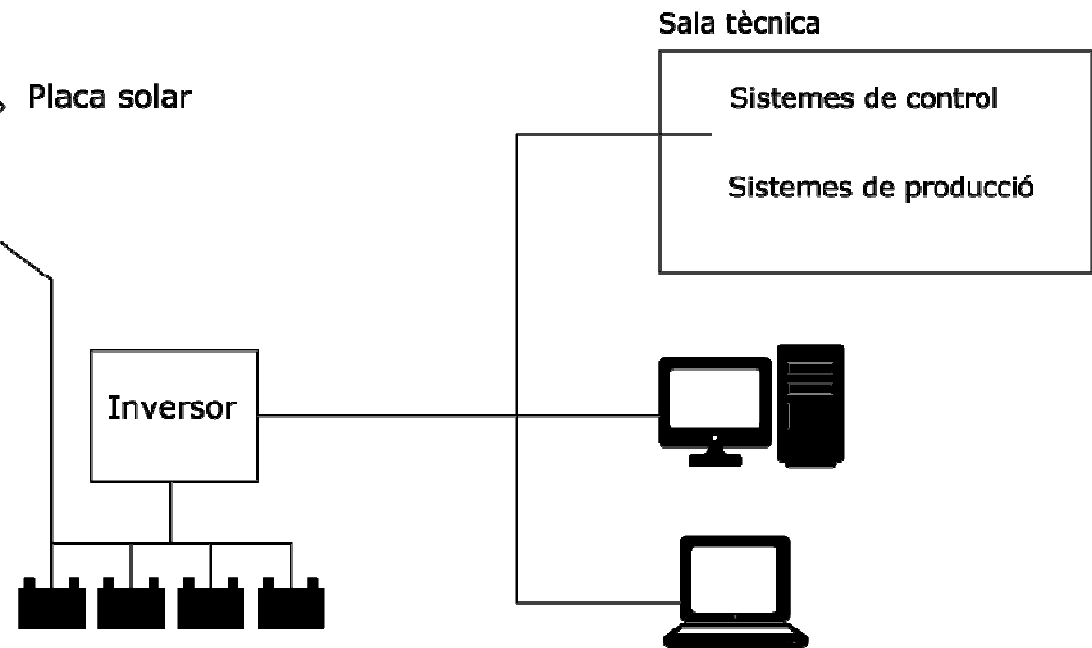 Sala tècnica
Placa solar
Sistemes de control
Sistemes de producció
Inversor